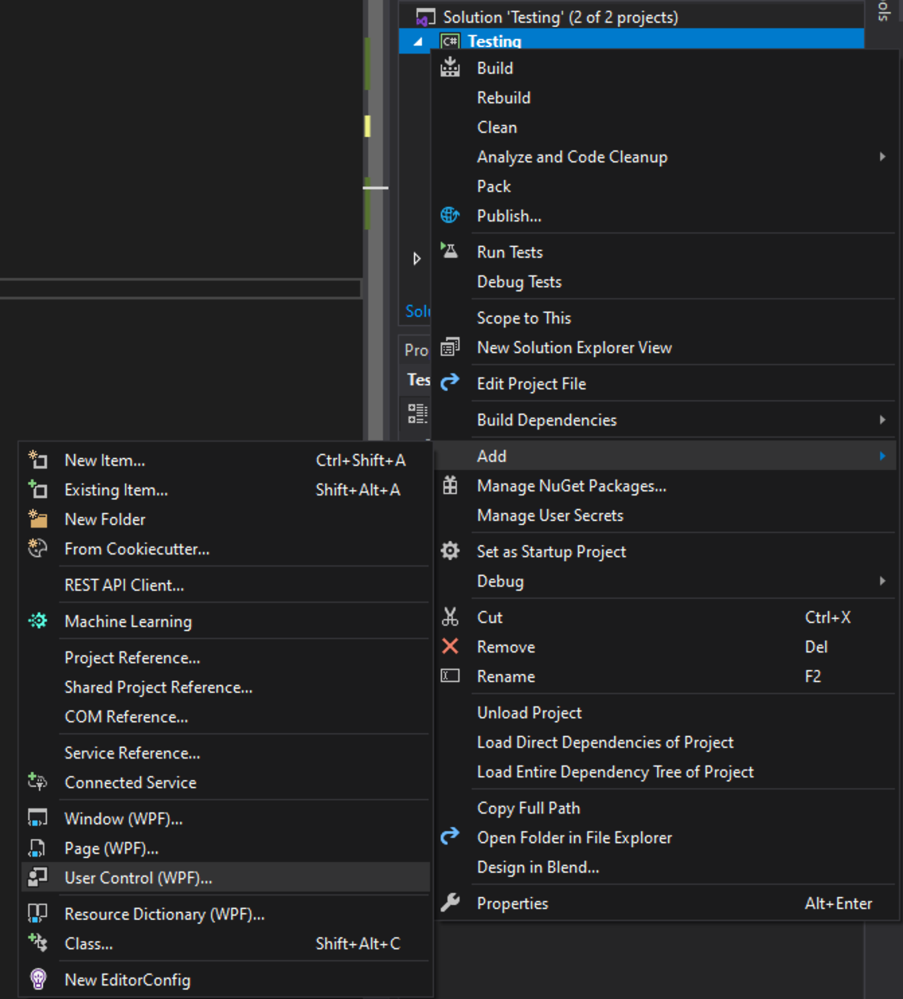 ols
Solution 'Testing' (2 of 2 projects)
C# Testing
Build
Rebuild
Clean
Analyze and Code Cleanup
Pack
Publish...
Run Tests
Debug Tests
Scope to This
New Solution Explorer View
Edit Project File
Build Dependencies
Add
Manage NuGet Packages...
Manage User Secrets
Set as Startup Project
Debug
Cut Ctrl+X
Remove Del
Rename F2
Unload Project
Load Direct Dependencies of Project
Load Entire Dependency Tree of Project
Copy Full Path
Open Folder in File Explorer
Design in Blend...
Properties Alt+Enter
Solu
Pro
Tes
New Item... Ctrl+Shift+A
Existing Item... Shift+Alt+A
New Folder
From Cookiecutter...
REST API Client...
Machine Learning
Project Reference...
Shared Project Reference...
COM Reference...
Service Reference...
Connected Service
Window (WPF)...
Page (WPF)...
User Control (WPF)...
Resource Dictionary (WPF)...
Class... Shift+Alt+C
New EditorConfig